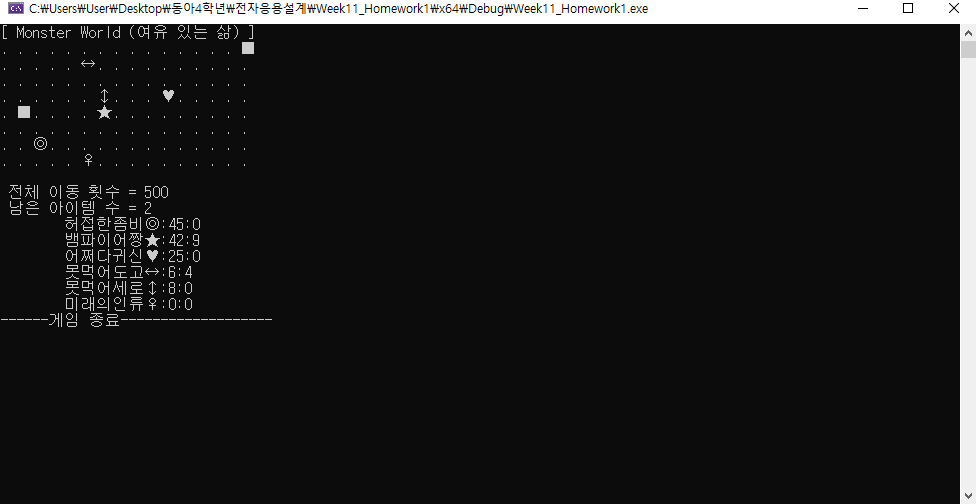 C:₩Users₩User₩Desktop₩동아4학년₩전자응용설계₩Week11_Homework1₩x64₩Debug₩Week11_Homework1.exe
[ Monster World (여유 있는 삶) ]
. . . . . . . . . . . . . . . ■
. . . . . ↔. . . . . . . . . .
. . . . . . . . . . . . . . . .
. . . . . . ↕. . . ♥. . . . .
. ■. . . . ★. . . . . . . . .
. . . . . . . . . . . . . . . .
. . ◎. . . . . . . . . . . . .
. . . . . ♀. . . . . . . . . .
전체 이동 횟수 = 500
남은 아이템 수 = 2
허접한좀비◎:45:0
뱀파이어짱★:42:9
어쩌다귀신♥:25:0
못먹어도고↔:6:4
못먹어세로↕:8:0
미래의인류♀:0:0
------게임 종료-------------------